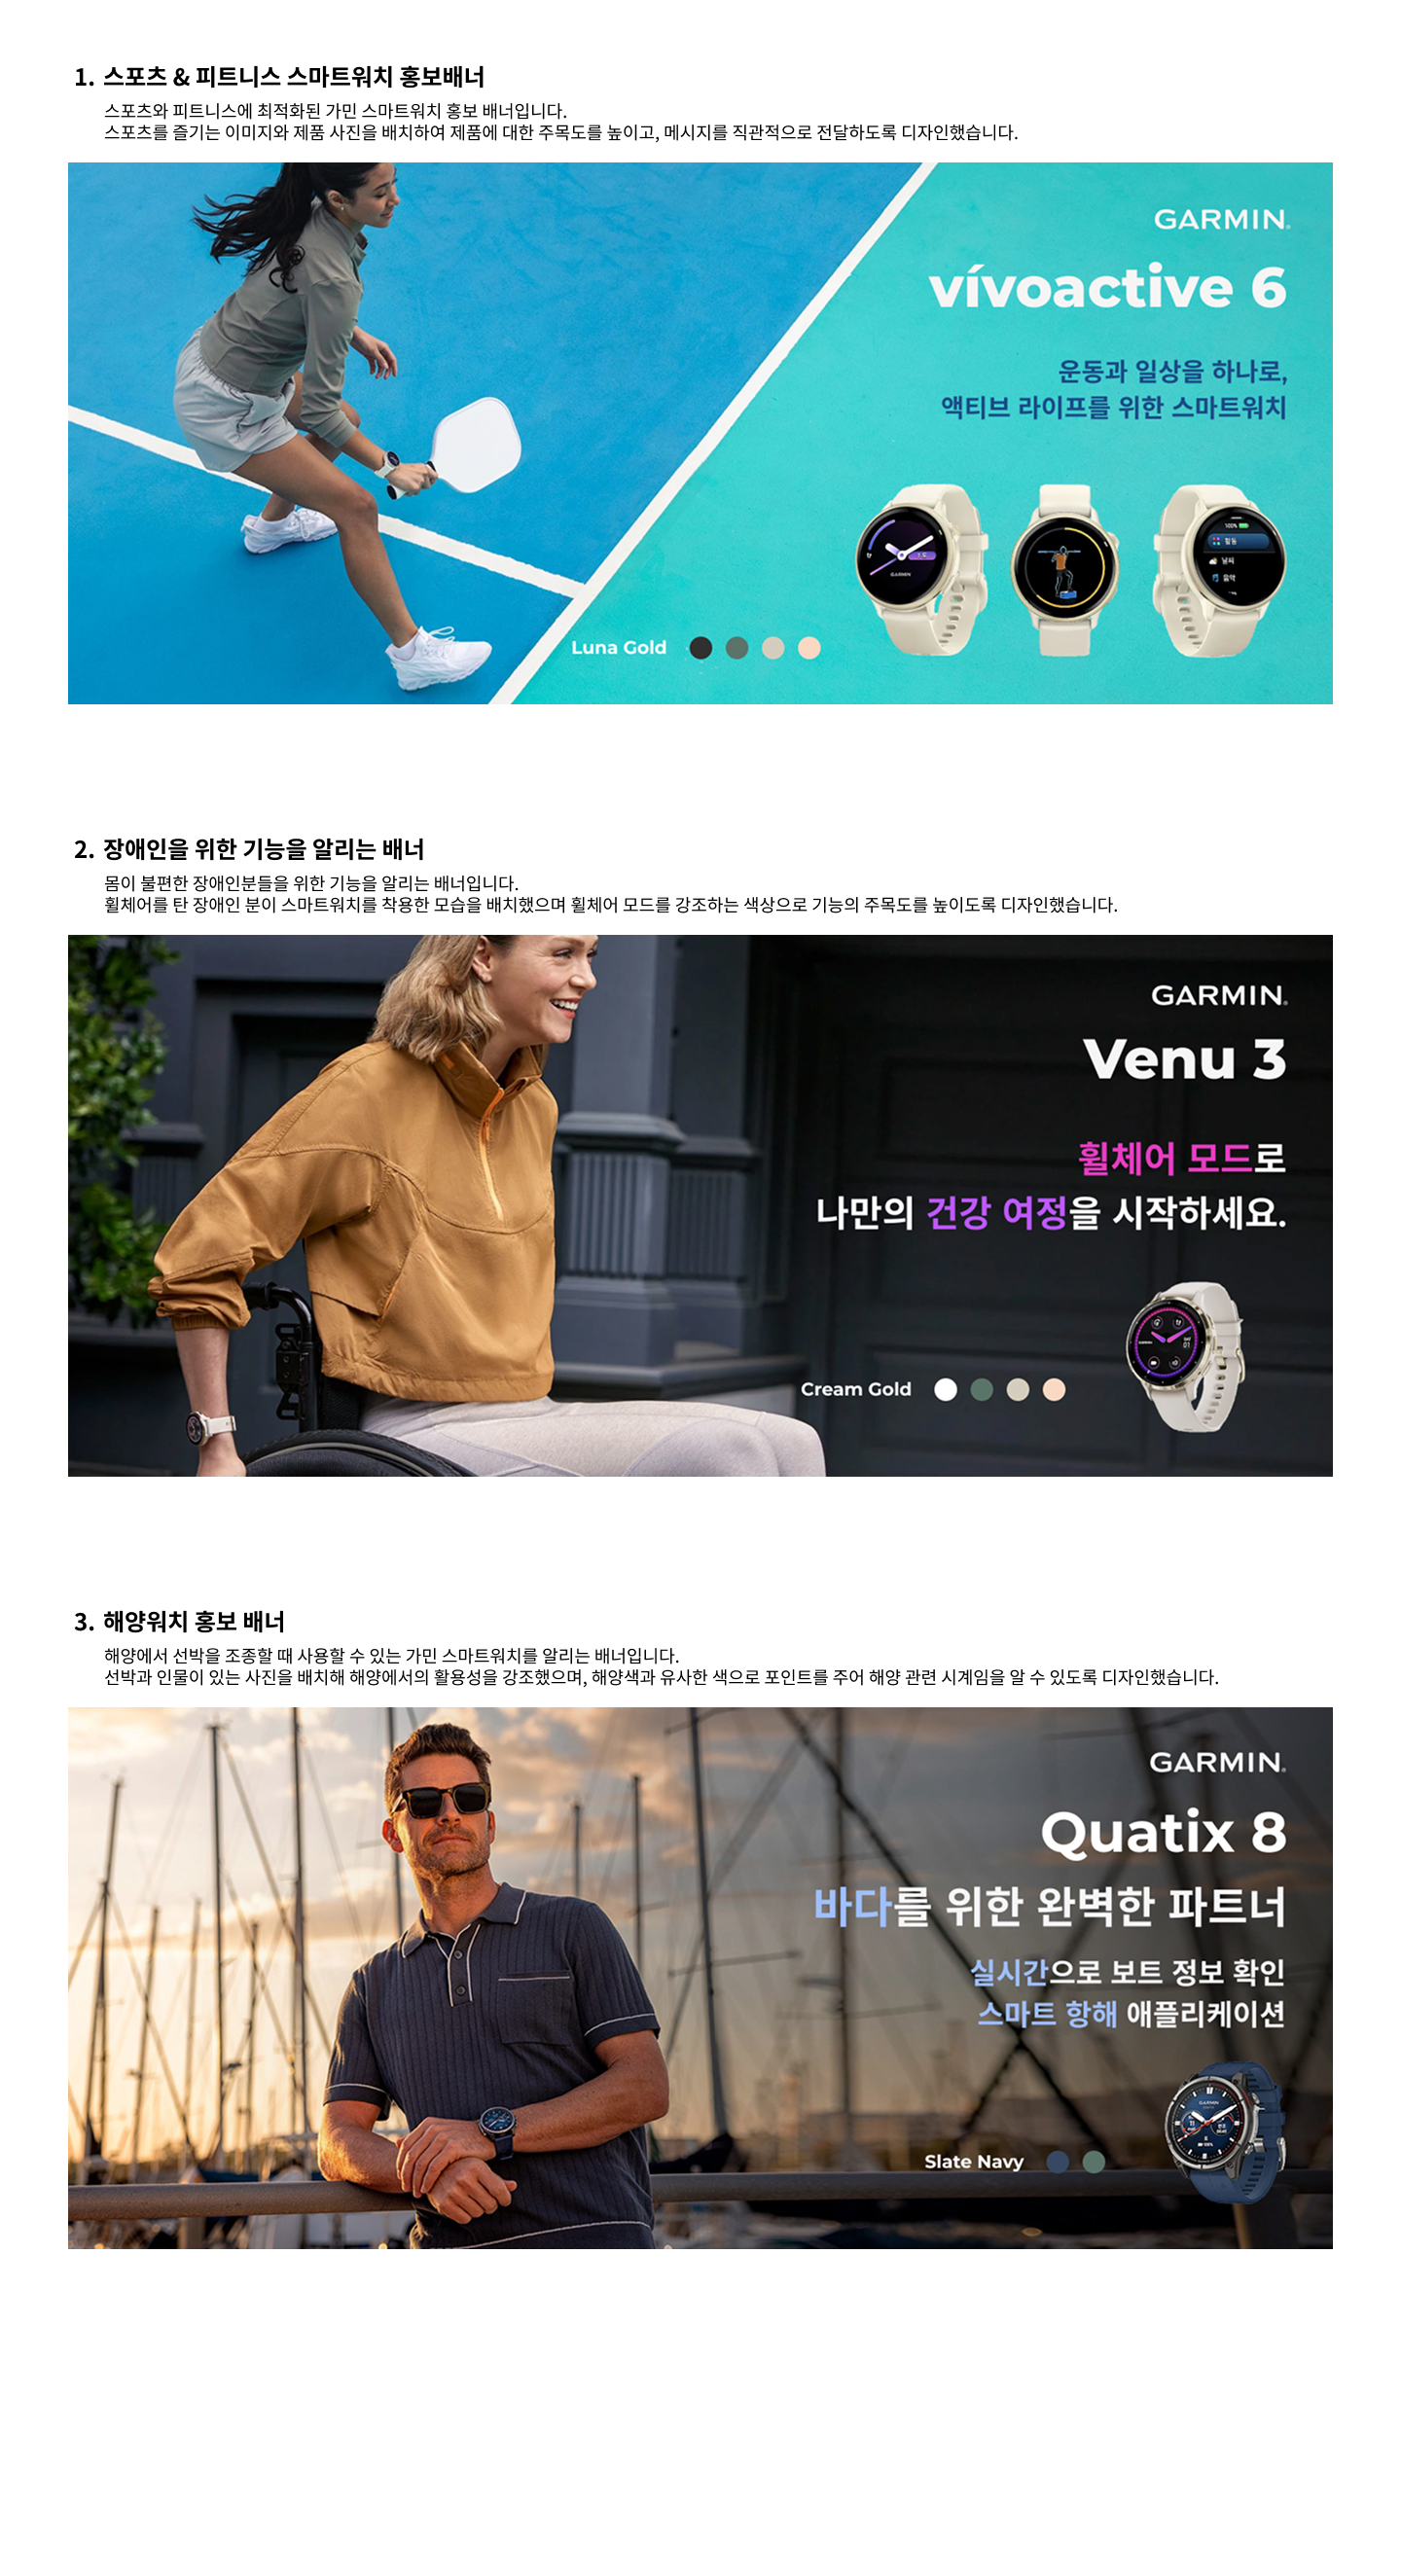 1. 스포츠 & 피트니스 스마트워치 홍보배너
스포츠와 피트니스에 최적화된 가민 스마트워치 홍보 배너입니다.
스포츠를 즐기는 이미지와 제품 사진을 배치하여 제품에 대한 주목도를 높이고, 메시지를 직관적으로 전달하도록 디자인했습니다.
GARMIN.
vívoactive 6
운동과 일상을 하나로,
액티브 라이프를 위한 스마트워치
GARMIN
100%
활동
날씨
음악
Luna Gold
2. 장애인을 위한 기능을 알리는 배너
몸이 불편한 장애인분들을 위한 기능을 알리는 배너입니다.
휠체어를 탄 장애인 분이 스마트워치를 착용한 모습을 배치했으며 휠체어 모드를 강조하는 색상으로 기능의 주목도를 높이도록 디자인했습니다.
GARMIN.
Venu 3
휠체어 모드로
나만의 건강 여정을 시작하세요.
01
Cream Gold
3. 해양워치 홍보 배너
해양에서 선박을 조종할 때 사용할 수 있는 가민 스마트워치를 알리는 배너입니다.
선박과 인물이 있는 사진을 배치해 해양에서의 활용성을 강조했으며, 해양색과 유사한 색으로 포인트를 주어 해양 관련 시계임을 알 수 있도록 디자인했습니다.
GARMIN.
Quatix 8
바다를 위한 완벽한 파트너
실시간으로 보트 정보 확인
스마트 항해 애플리케이션
GARMIN
Slate Navy